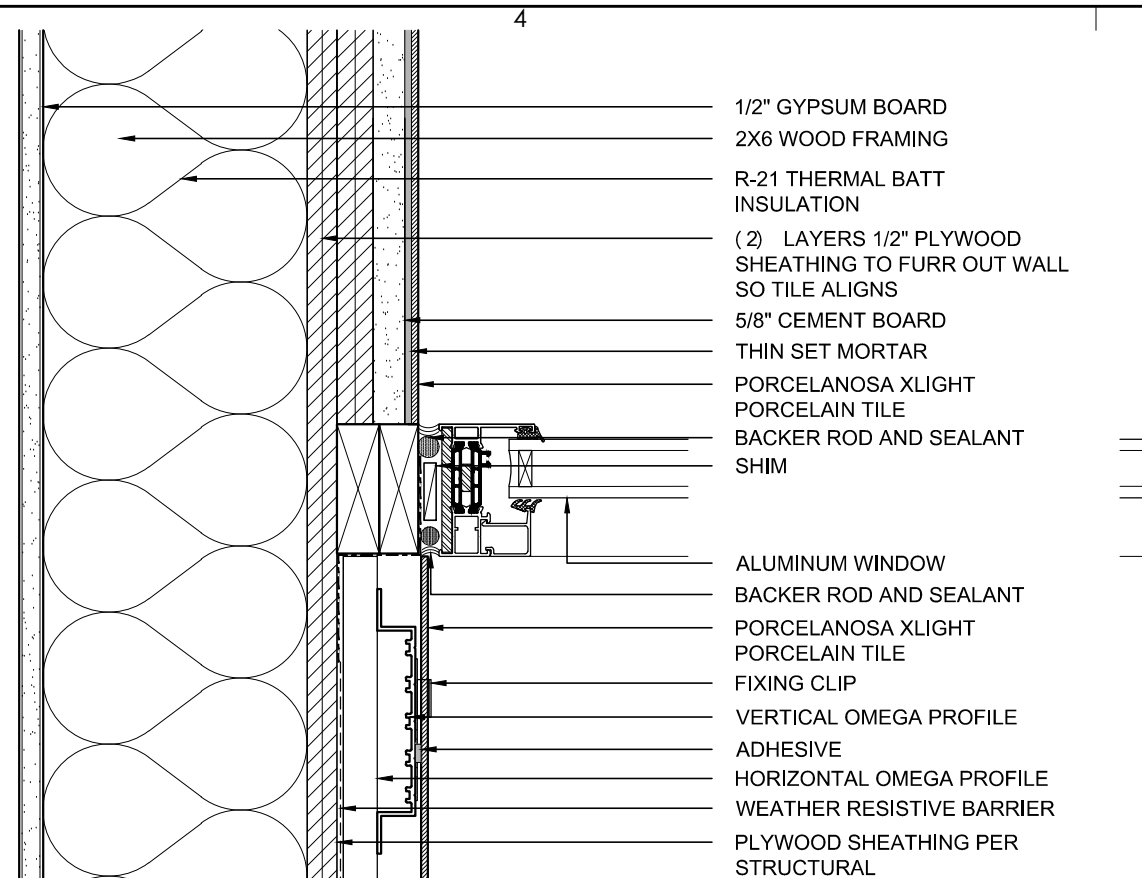 4
1/2" GYPSUM BOARD
2X6 WOOD FRAMING
R-21 THERMAL BATT
INSULATION
(2) LAYERS 1/2" PLYWOOD
SHEATHING TO FURR OUT WALL
SO TILE ALIGNS
5/8" CEMENT BOARD
THIN SET MORTAR
PORCELANOSA XLIGHT
PORCELAIN TILE
BACKER ROD AND SEALANT
SHIM
ALUMINUM WINDOW
BACKER ROD AND SEALANT
PORCELANOSA XLIGHT
PORCELAIN TILE
FIXING CLIP
VERTICAL OMEGA PROFILE
ADHESIVE
HORIZONTAL OMEGA PROFILE
WEATHER RESISTIVE BARRIER
PLYWOOD SHEATHING PER
STRUCTURAL